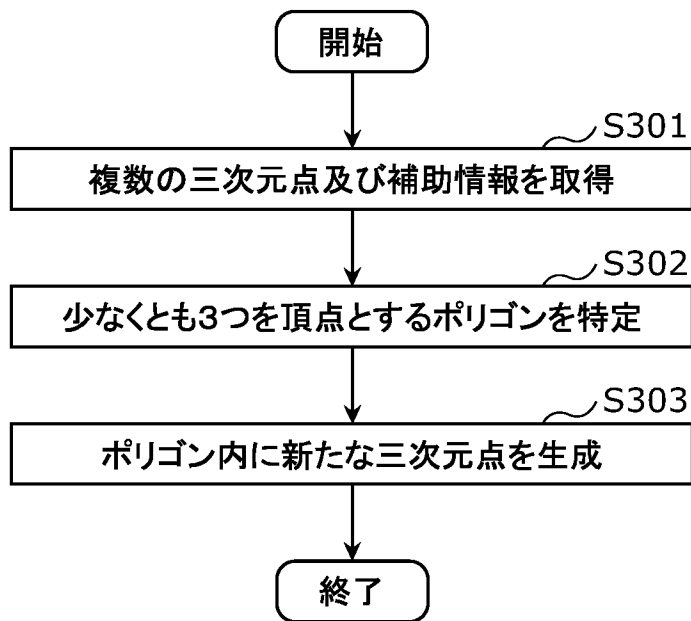 開始
S301
複数の三次元点及び補助情報を取得
S302
少なくとも3つを頂点とするポリゴンを特定
S303
ポリゴン内に新たな三次元点を生成
終了